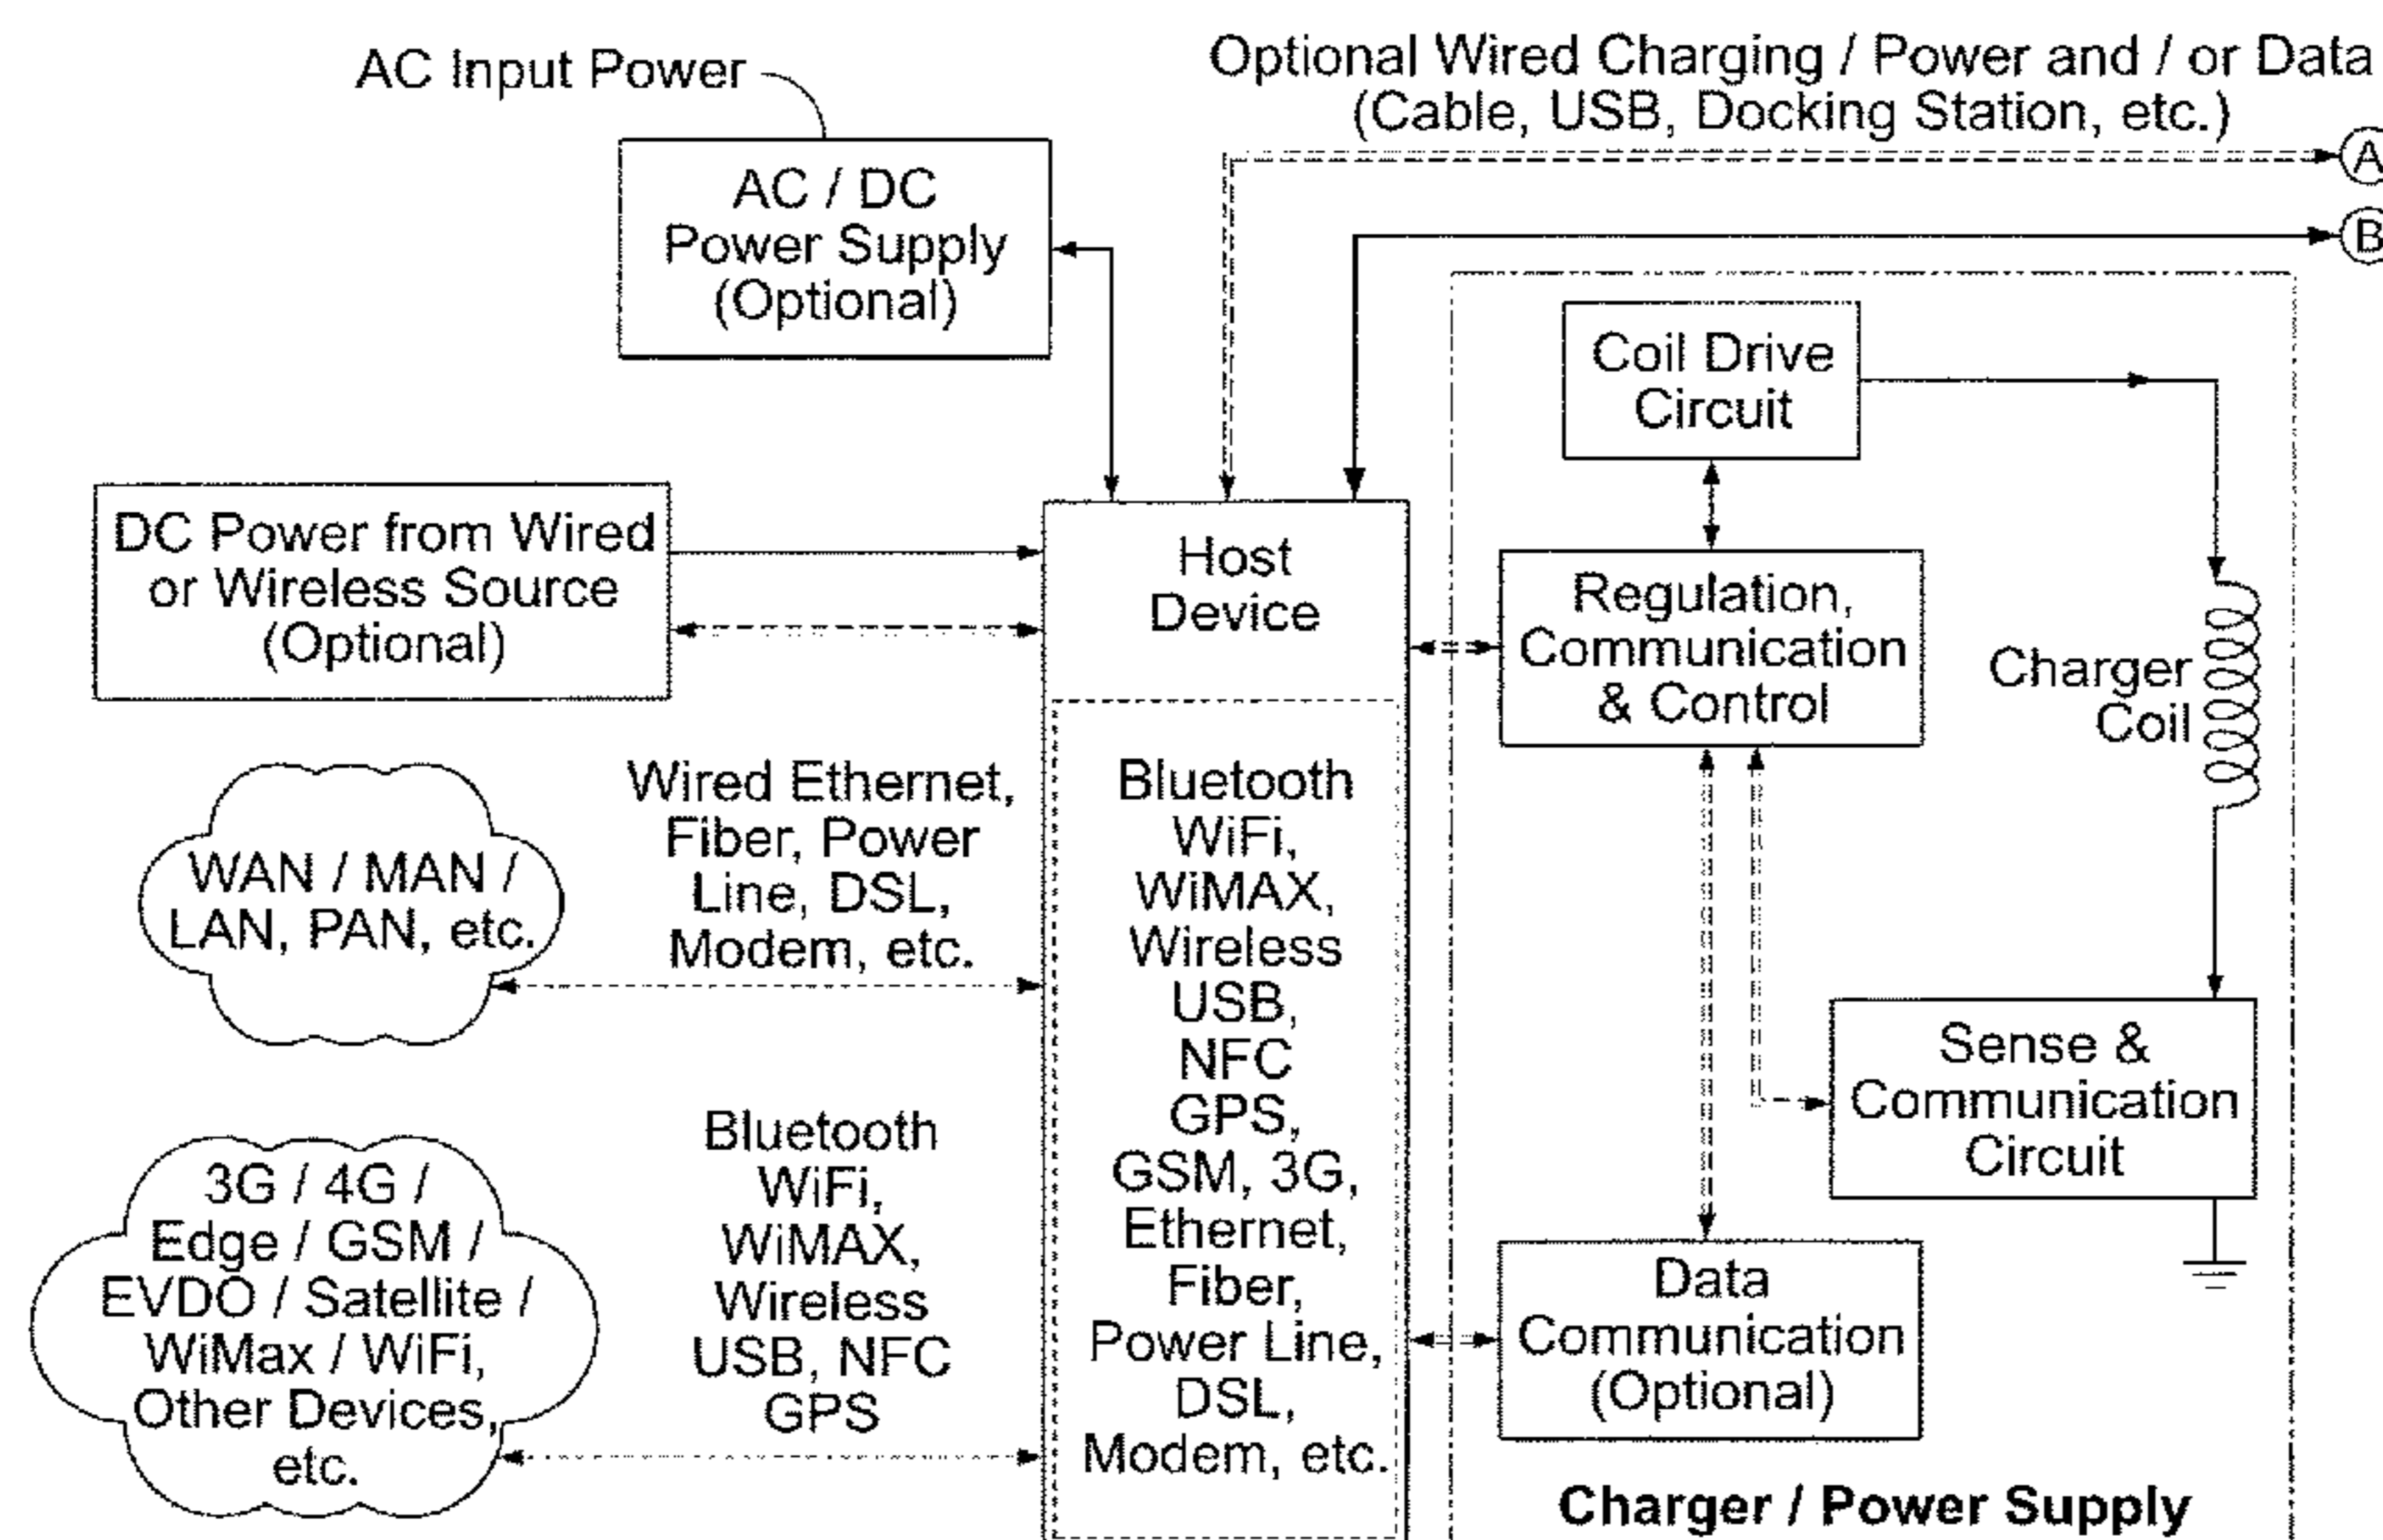 AC Input Power
Optional Wired Charging / Power and / or Data
(Cable, USB, Docking Station, etc.)
A
B
AC / DC
Power Supply
(Optional)
Coil Drive
Circuit
DC Power from Wired
or Wireless Source
(Optional)
Host
Device
Regulation,
Communication
& Control
Charger
Coil
Wired Ethernet,
Fiber, Power
Line, DSL,
Modem, etc.
WAN / MAN /
LAN, PAN, etc.
Bluetooth
WiFi,
WiMAX,
Wireless
USB,
NFC
GPS,
GSM, 3G,
Ethernet,
Fiber,
Power Line,
DSL,
Modem, etc.
Sense &
Communication
Circuit
3G / 4G /
Edge / GSM /
EVDO / Satellite /
WiMax / WiFi,
Other Devices,
etc.
Bluetooth
WiFi,
WiMAX,
Wireless
USB, NFC
GPS
Data
Communication
(Optional)
Charger / Power Supply